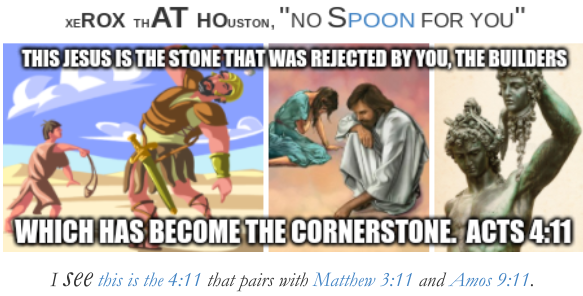 xeROX thAT HOuston, "no Spoon for you"
THIS JESUS IS THE STONE THAT WAS REJECTED BY YOU, THE BUILDERS
WHICH HAS BECOME THE CORNERSTONE. ACTS 4:11
I see this is the 4:11 that pairs with Matthew 3:11 and Amos 9:11.